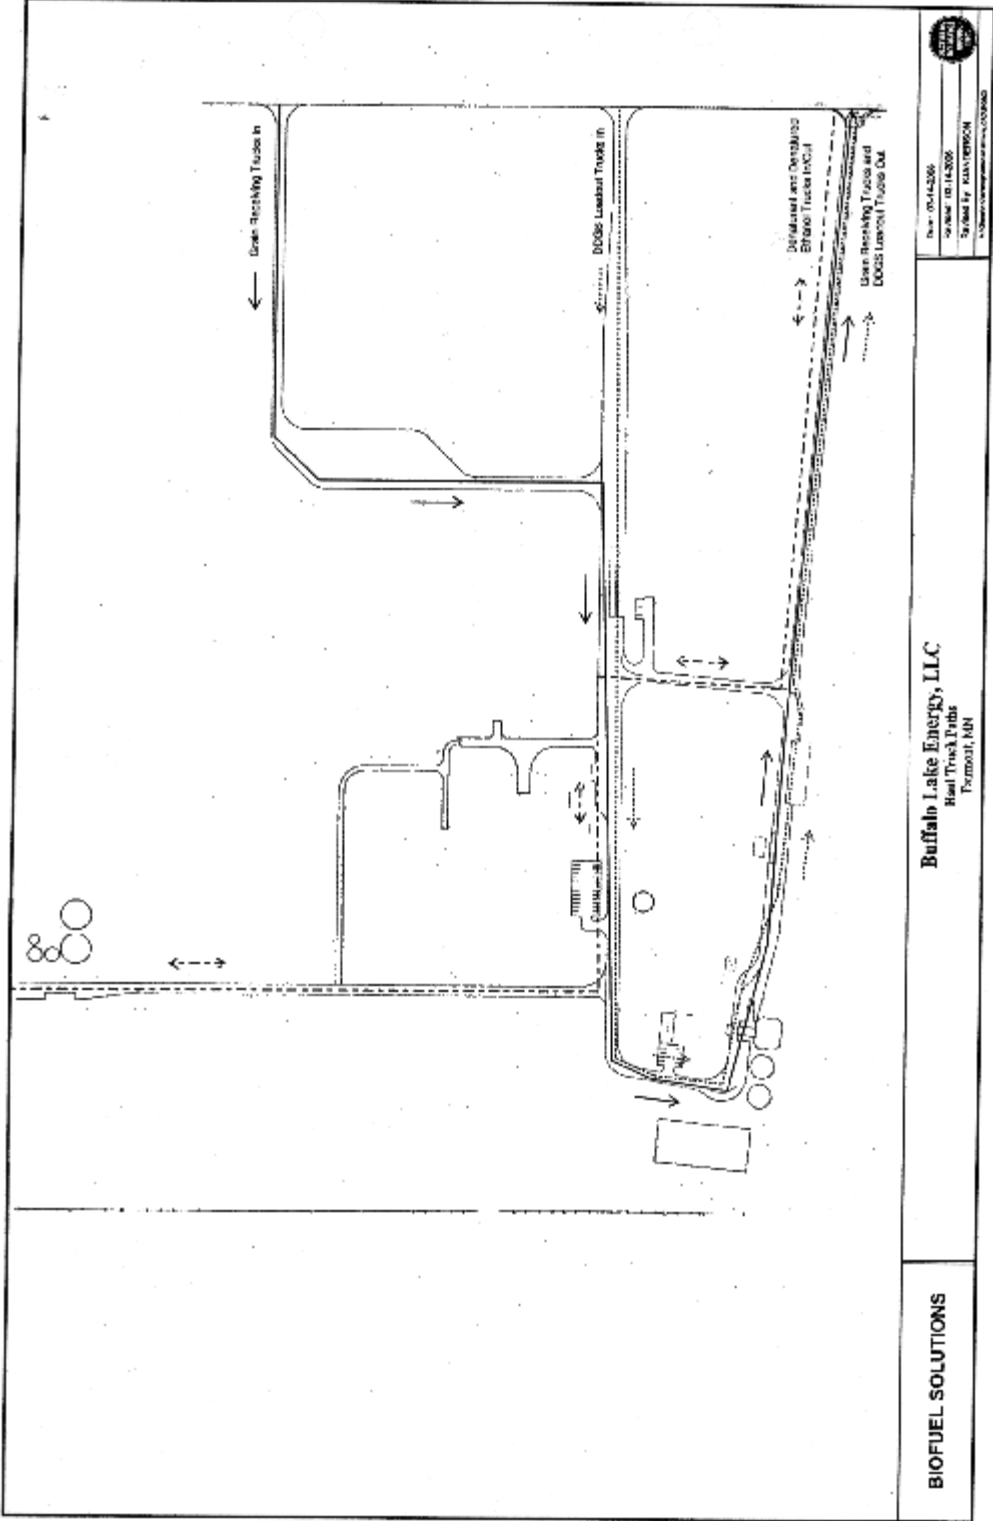 Grain Receiving Trucks In
DDGS Loadout Trucks In
Denaturant and Denatured
Ethanol Trucks In/Out
Grain Receiving Trucks and
DDGS Loadout Trucks Out
BIOFUEL SOLUTIONS
Buffalo Lake Energy, LLC
Haul Truck Paths
Fairmont, MN